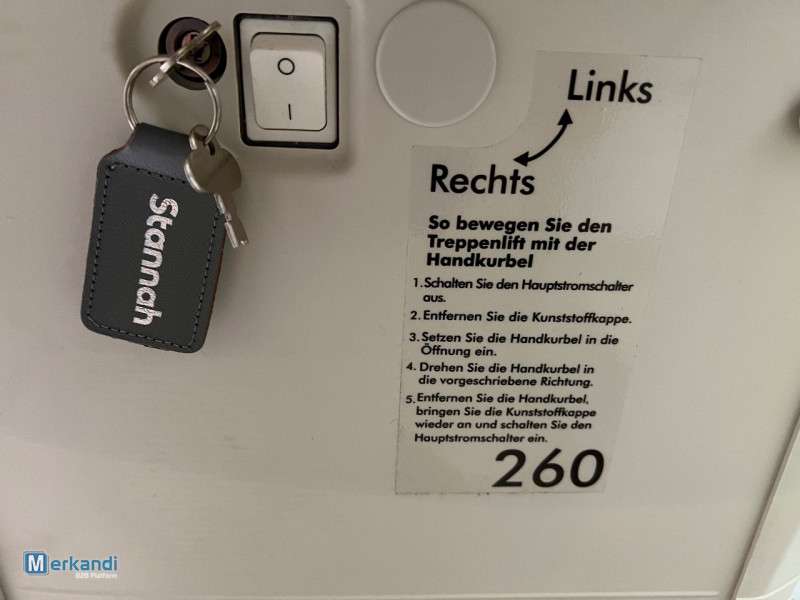 Links
Rechts
So bewegen Sie den
Treppenlift mit der
Handkurbel
1. Schalten Sie den Hauptstromschalter
aus.
2. Entfernen Sie die Kunststoffkappe.
3. Setzen Sie die Handkurbel in die
Öffnung ein.
4. Drehen Sie die Handkurbel in
die vorgeschriebene Richtung.
5. Entfernen Sie die Handkurbel,
bringen Sie die Kunststoffkappe
wieder an und schalten Sie den
Hauptstromschalter ein.
260
Stannah
Merkandi
B2B Platform